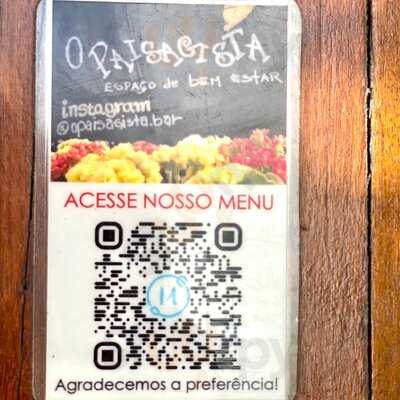 O PAISAGISTA
ESPAÇO de BEM ESTAR
instagram
@opaisagista.bar
ACESSE NOSSO MENU
Agradecemos a preferência!